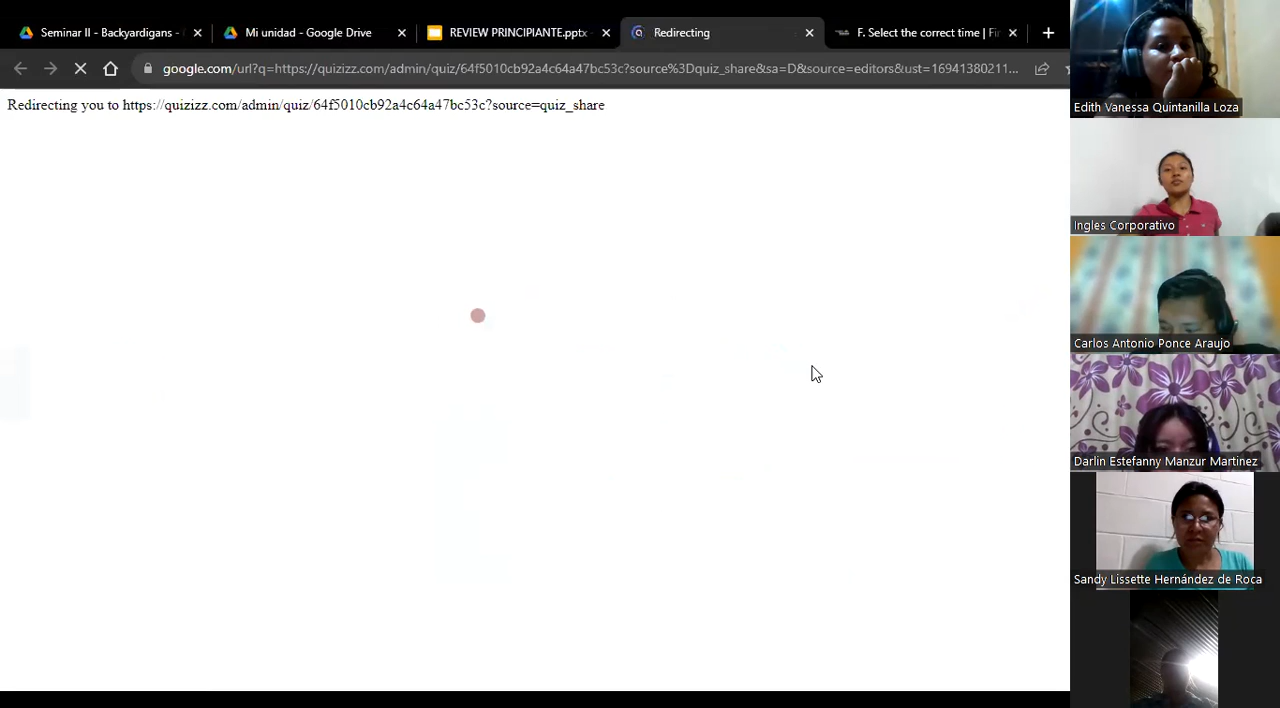 Seminar II - Backyardigans -
Mi unidad - Google Drive
REVIEW PRINCIPIANTE.pptx
Redirecting
F. Select the correct time | Fi
google.com/url?q=https://quizizz.com/admin/quiz/64f5010cb92a4c64a47bc53c?source%3Dquiz_share&sa=D&source=editors&ust=16941380211...
Redirecting you to https://quizizz.com/admin/quiz/64f5010cb92a4c64a47bc53c?source=quiz_share
Edith Vanessa Quintanilla Loza
Ingles Corporativo
Carlos Antonio Ponce Araujo
Darlin Estefanny Manzur Martinez
Sandy Lissette Hernández de Roca